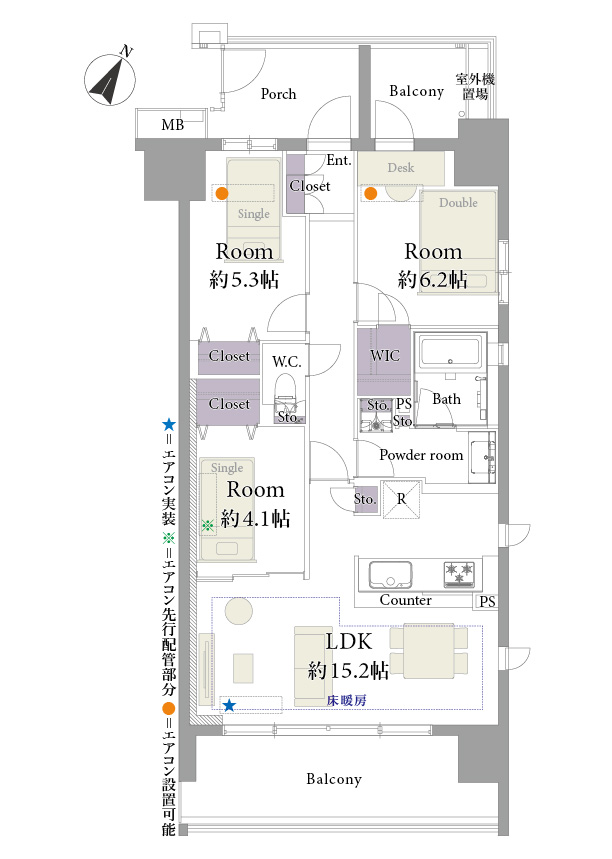 N
Porch
Balcony
室外機
置場
MB
Ent.
Closet
Desk
Single
Double
Room
約5.3帖
Room
約6.2帖
Closet
W.C.
WIC
Closet
Sto.
Sto.
PS
Sto.
Bath
Powder room
Single
Room
約4.1帖
Sto.
R
Counter
PS
LDK
約15.2帖
床暖房
Balcony
★=エアコン実装 ※=エアコン先行配管部分 ●=エアコン設置可能